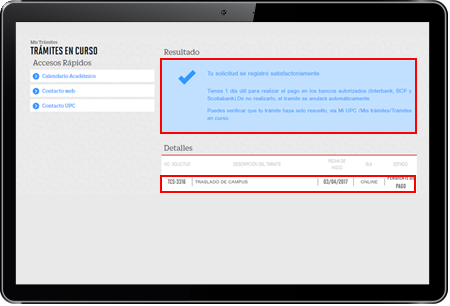 Mis Trámites
TRÁMITES EN CURSO
Accesos Rápidos
Calendario Académico
Contacto web
Contacto UPC
Resultado
Tu solicitud se registró satisfactoriamente
Tienes 1 día útil para realizar el pago en los bancos autorizados (Interbank, BCP y
Scotiabank) De no realizarlo, el trámite se anulará automáticamente.
Puedes verificar que tu trámite haya sido resuelto, vía Mi UPC /Mis trámites/Trámites
en curso.
Detalles
NO. SOLICITUD DESCRIPCIÓN DEL TRÁMITE FECHA DE INICIO VÍA ESTADO
TCS-3316 TRASLADO DE CAMPUS 03/04/2017 ONLINE PENDIENTE DE PAGO